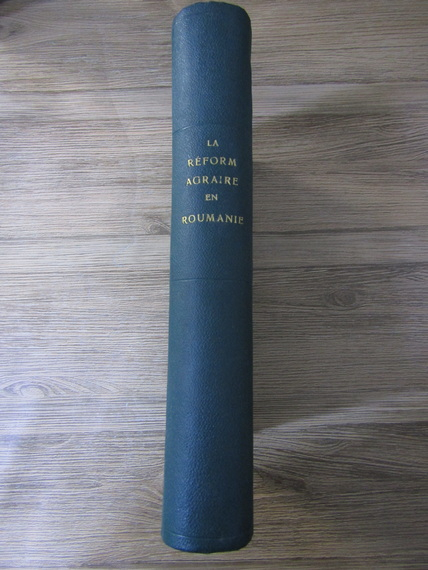 LA
RÉFORM
AGRAIRE
EN
ROUMANIE